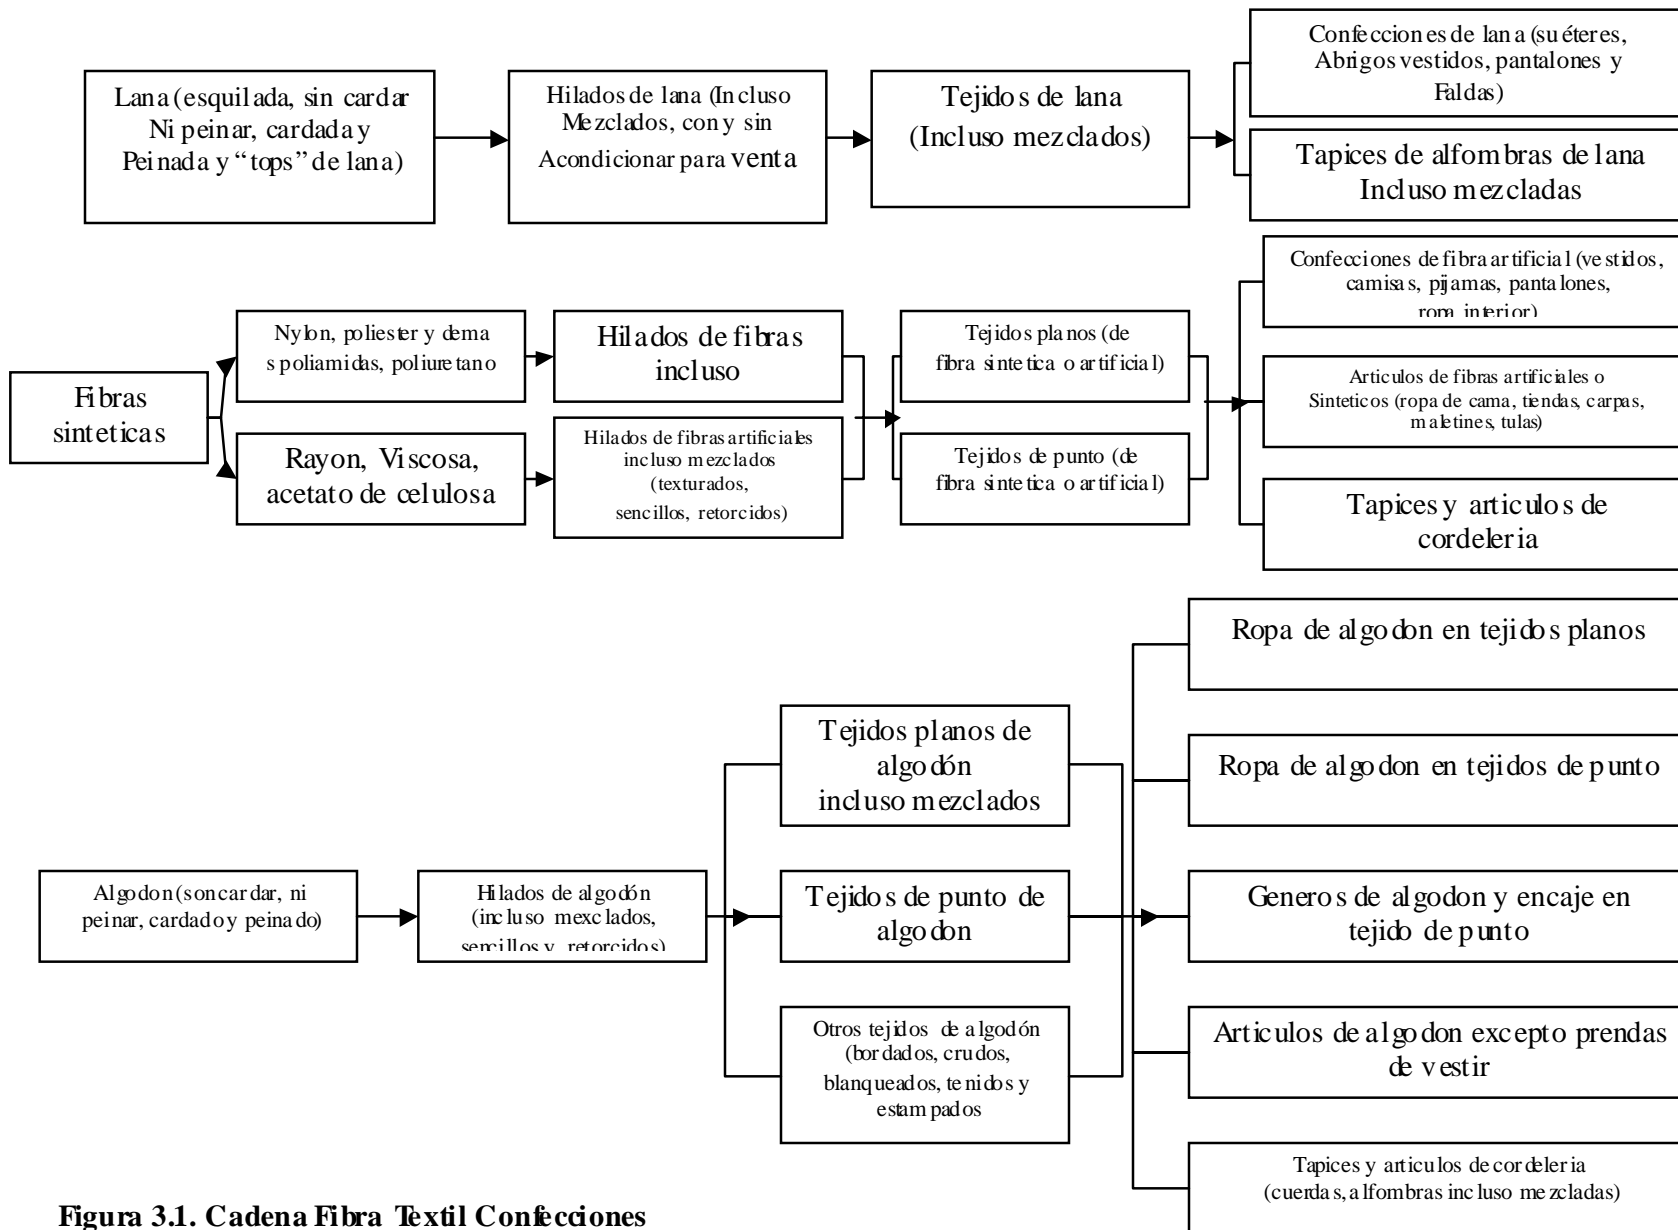 Lana (esquilada, sin cardar
Ni peinar, cardada y
Peinada y “tops” de lana)
Hilados de lana (Incluso
Mezclados, con y sin
Acondicionar para venta
Tejidos de lana
(Incluso mezclados)
Confecciones de lana (suéteres,
Abrigos vestidos, pantalones y
Faldas)
Tapices de alfombras de lana
Incluso mezcladas
Fibras
sinteticas
Nylon, poliester y dema
s poliamidas, poliuretano
Rayon, Viscosa,
acetato de celulosa
Hilados de fibras
incluso
Hilados de fibras artificiales
incluso mezclados
(texturados,
sencillos, retorcidos)
Tejidos planos (de
fibra sintetica o artificial)
Tejidos de punto (de
fibra sintetica o artificial)
Confecciones de fibra artificial (vestidos,
camisas, pijamas, pantalones,
ropa interior)
Articulos de fibras artificiales o
Sinteticos (ropa de cama, tiendas, carpas,
maletines, tulas)
Tapices y articulos de
cordeleria
Algodon (son cardar, ni
peinar, cardado y peinado)
Hilados de algodón
(incluso mexclados,
sencillos y retorcidos)
Tejidos planos de
algodón
incluso mezclados
Tejidos de punto de
algodon
Otros tejidos de algodón
(bordados, crudos,
blanqueados, tenidos y
estampados
Ropa de algodon en tejidos planos
Ropa de algodon en tejidos de punto
Generos de algodon y encaje en
tejido de punto
Articulos de algodon excepto prendas
de vestir
Tapices y articulos de cordeleria
(cuerdas, alfombras incluso mezcladas)
Figura 3.1. Cadena Fibra Textil Confecciones